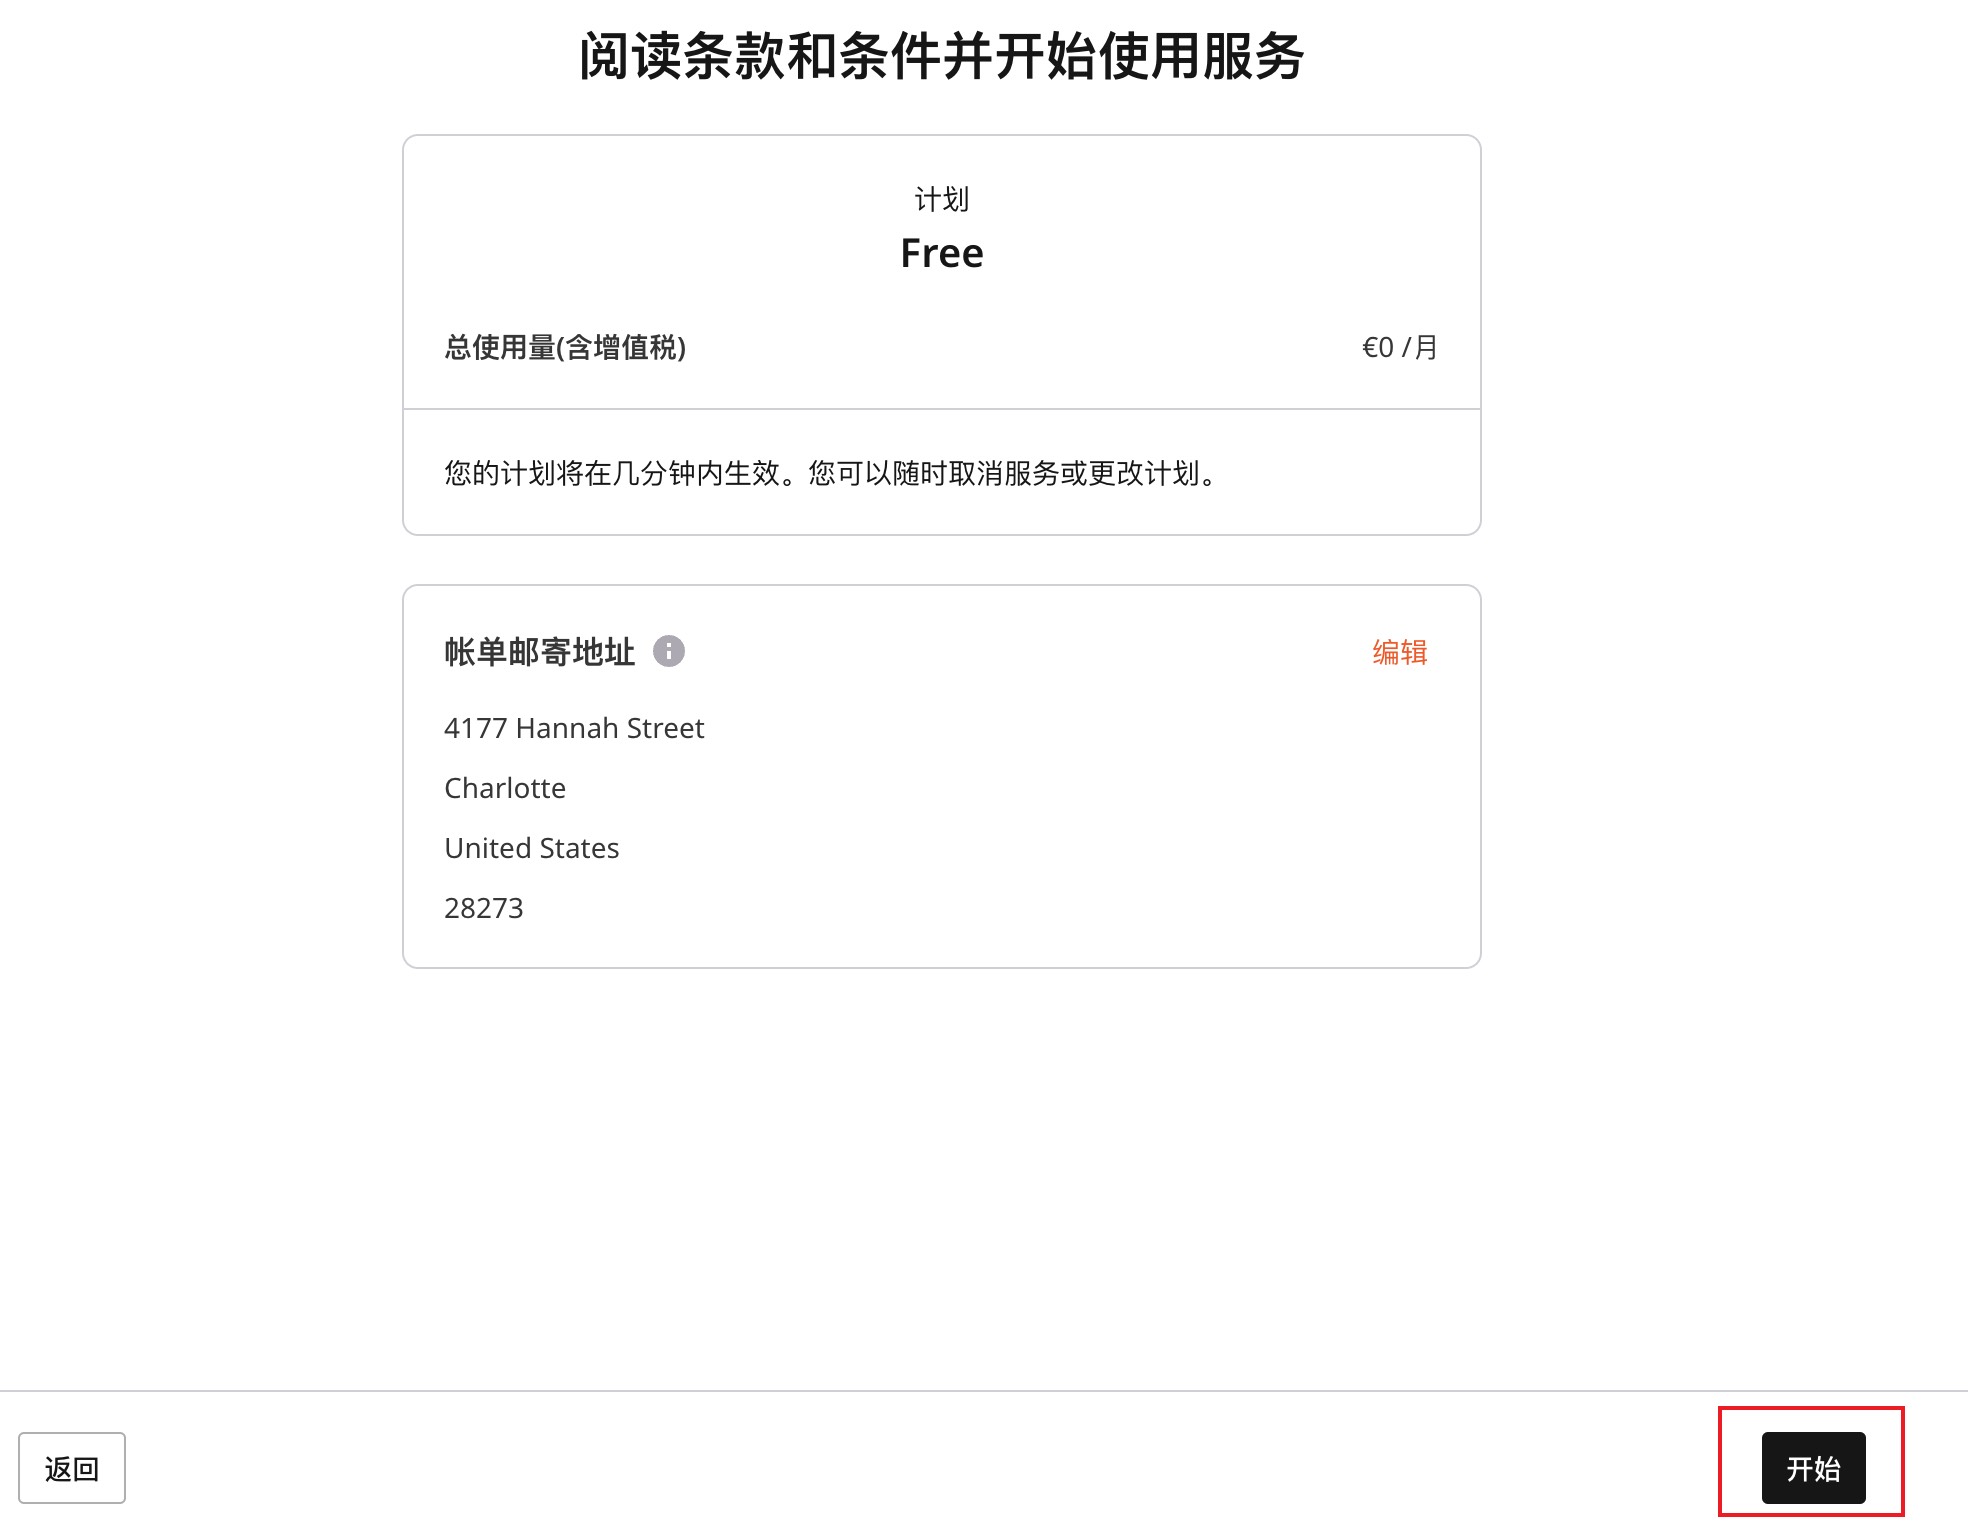 阅读条款和条件并开始使用服务
计划
Free
总使用量(含增值税)
€0 /月
您的计划将在几分钟内生效。您可以随时取消服务或更改计划。
帐单邮寄地址
编辑
4177 Hannah Street
Charlotte
United States
28273
返回
开始